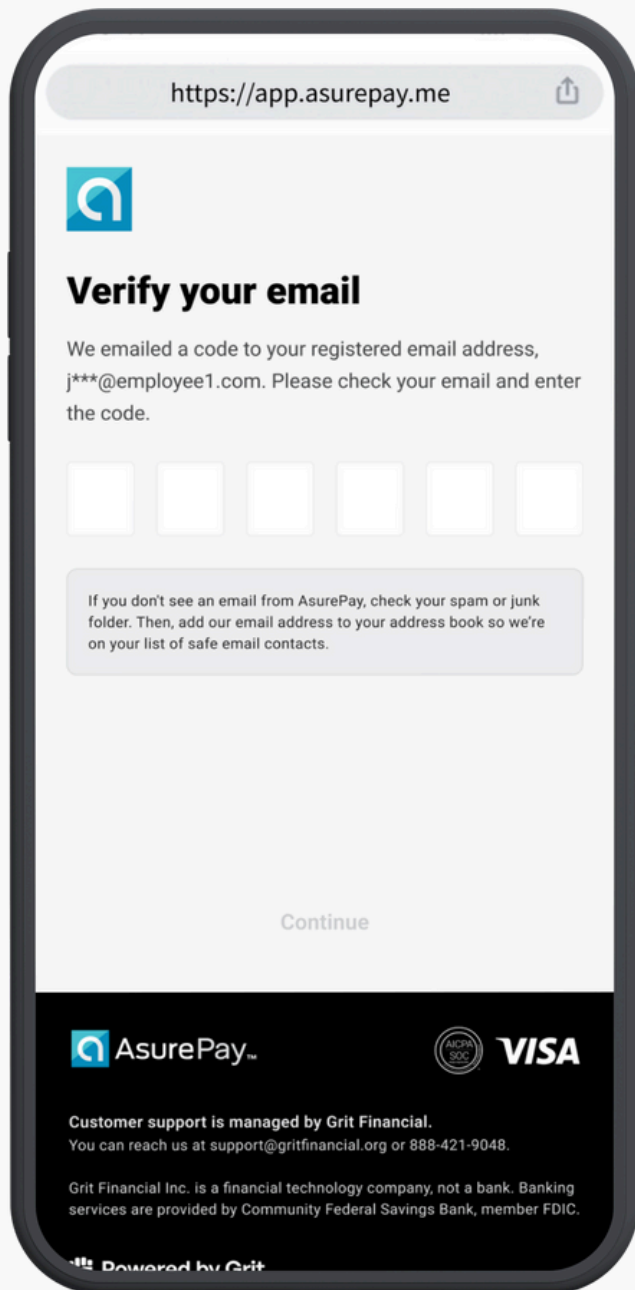 https://app.asurepay.me
Verify your email
We emailed a code to your registered email address,
j***@employee1.com. Please check your email and enter
the code.
If you don't see an email from AsurePay, check your spam or junk
folder. Then, add our email address to your address book so we're
on your list of safe email contacts.
Continue
AsurePay™
AICPA
SOC
VISA
Customer support is managed by Grit Financial.
You can reach us at support@gritfinancial.org or 888-421-9048.
Grit Financial Inc. is a financial technology company, not a bank. Banking
services are provided by Community Federal Savings Bank, member FDIC.
Powered by Grit